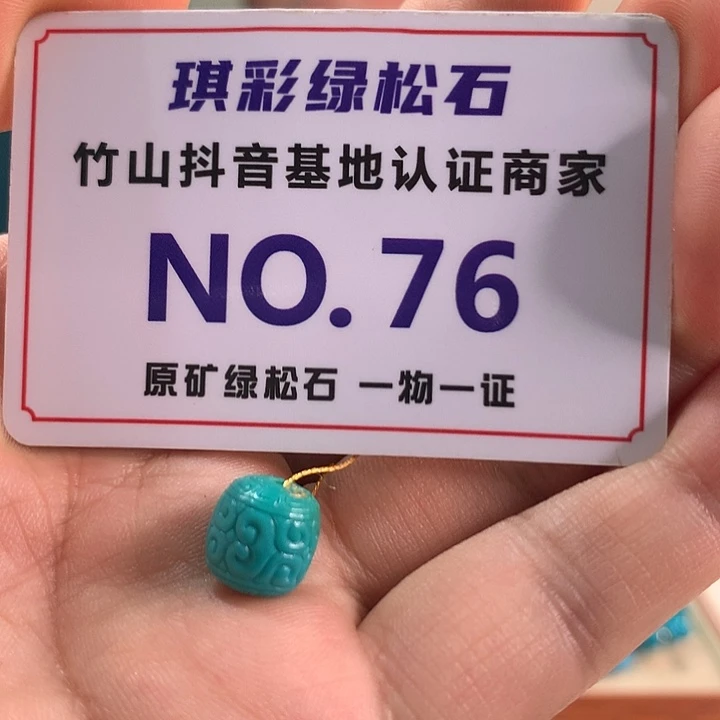 琪彩绿松石
竹山抖音基地认证商家
NO.76
原矿绿松石 一物一证